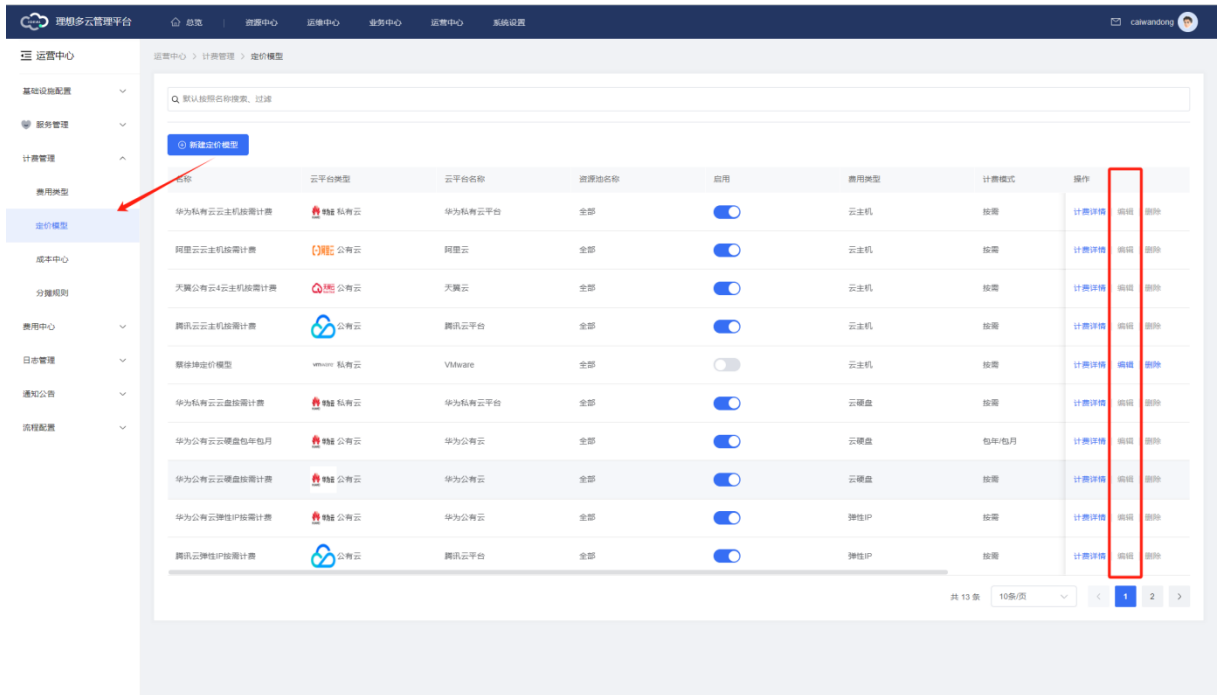 理想多云管理平台 总览 资源中心 运维中心 业务中心 运营中心 系统设置 caiwandong
运营中心
运营中心 > 计费管理 > 定价模型
基础设施配置
服务管理
计费管理
费用类型
定价模型
成本中心
分摊规则
费用中心
日志管理
通知公告
流程配置
默认按照名称搜索、过滤
新建定价模型
名称 云平台类型 云平台名称 资源池名称 启用 费用类型 计费模式 操作
华为私有云云主机按需计费 私有云 华为私有云平台 全部 云主机 按需 计费详情 编辑 删除
阿里云云主机按需计费 公有云 阿里云 全部 云主机 按需 计费详情 编辑 删除
天翼公有云4云主机按需计费 公有云 天翼云 全部 云主机 按需 计费详情 编辑 删除
腾讯云云主机按需计费 公有云 腾讯云平台 全部 云主机 按需 计费详情 编辑 删除
蔡徐坤定价模型 vmware 私有云 VMware 全部 云主机 按需 计费详情 编辑 删除
华为私有云云盘按需计费 私有云 华为私有云平台 全部 云硬盘 按需 计费详情 编辑 删除
华为公有云云硬盘包年包月 公有云 华为公有云 全部 云硬盘 包年/包月 计费详情 编辑 删除
华为公有云云硬盘按需计费 公有云 华为公有云 全部 云硬盘 按需 计费详情 编辑 删除
华为公有云弹性IP按需计费 公有云 华为公有云 全部 弹性IP 按需 计费详情 编辑 删除
腾讯云弹性IP按需计费 公有云 腾讯云平台 全部 弹性IP 按需 计费详情 编辑 删除
共 13 条 10条/页 < 1 2 >